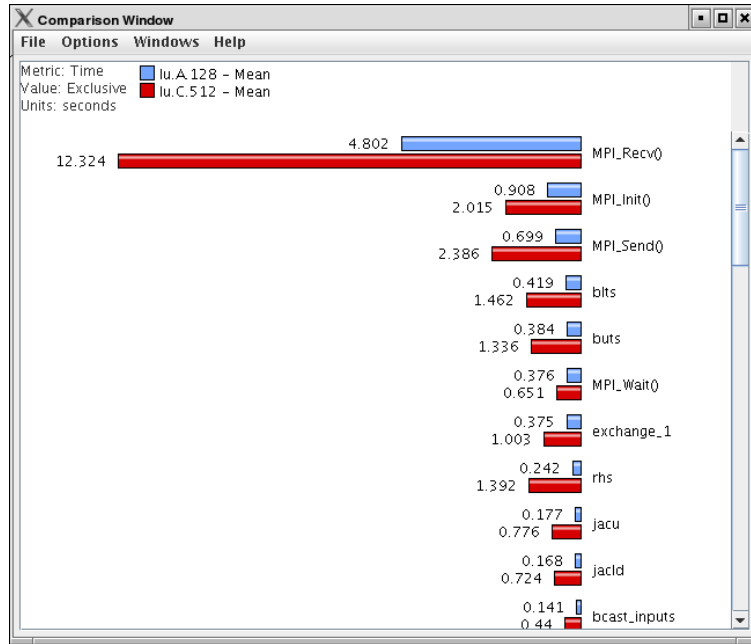 Comparison Window
File Options Windows Help
Metric: Time
Value: Exclusive
Units: seconds
lu.A.128 - Mean
lu.C.512 - Mean
4.802
12.324
MPI_Recv()
0.908
2.015
MPI_Init()
0.699
2.386
MPI_Send()
0.419
1.462
blts
0.384
1.336
buts
0.376
0.651
MPI_Wait()
0.375
1.003
exchange_1
0.242
1.392
rhs
0.177
0.776
jacu
0.168
0.724
jacld
0.141
0.44
bcast_inputs